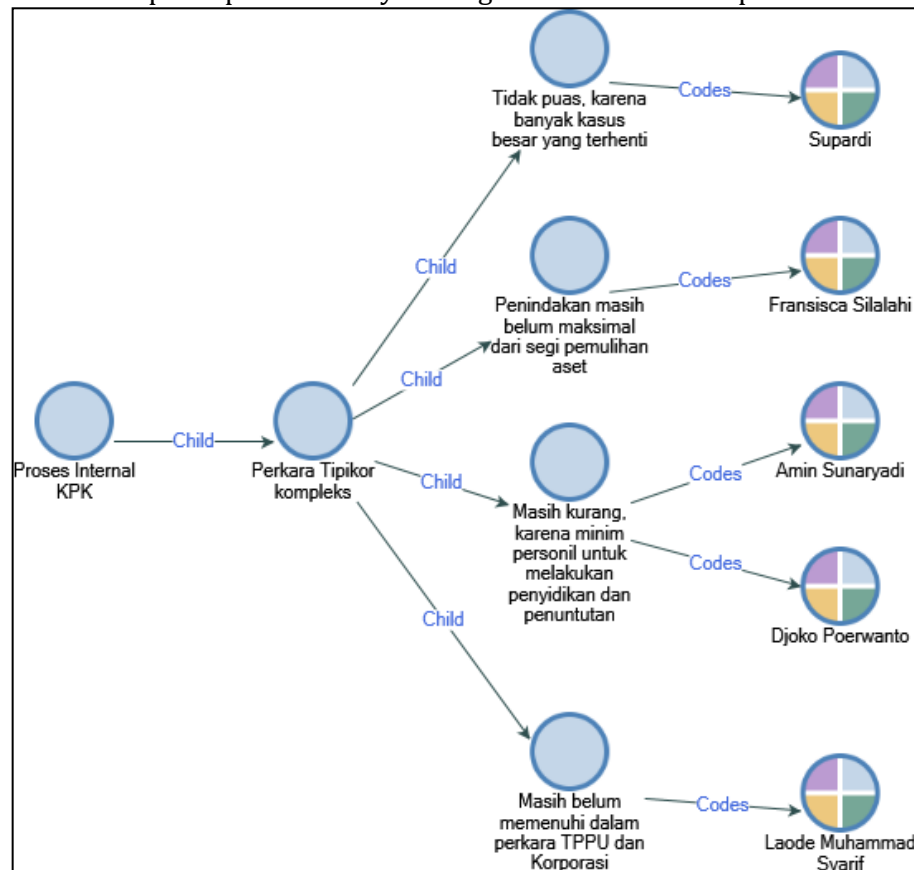 Tidak puas, karena
banyak kasus
besar yang terhenti
Codes
Supardi
Child
Penindakan masih
belum maksimal
dari segi pemulihan
aset
Codes
Fransisca Silalahi
Child
Proses Internal
KPK
Child
Perkara Tipikor
kompleks
Child
Masih kurang,
karena minim
personil untuk
melakukan
penyidikan dan
penuntutan
Codes
Amin Sunaryadi
Codes
Djoko Poerwanto
Child
Masih belum
memenuhi dalam
perkara TPPU dan
Korporasi
Codes
Laode Muhammad
Syarif